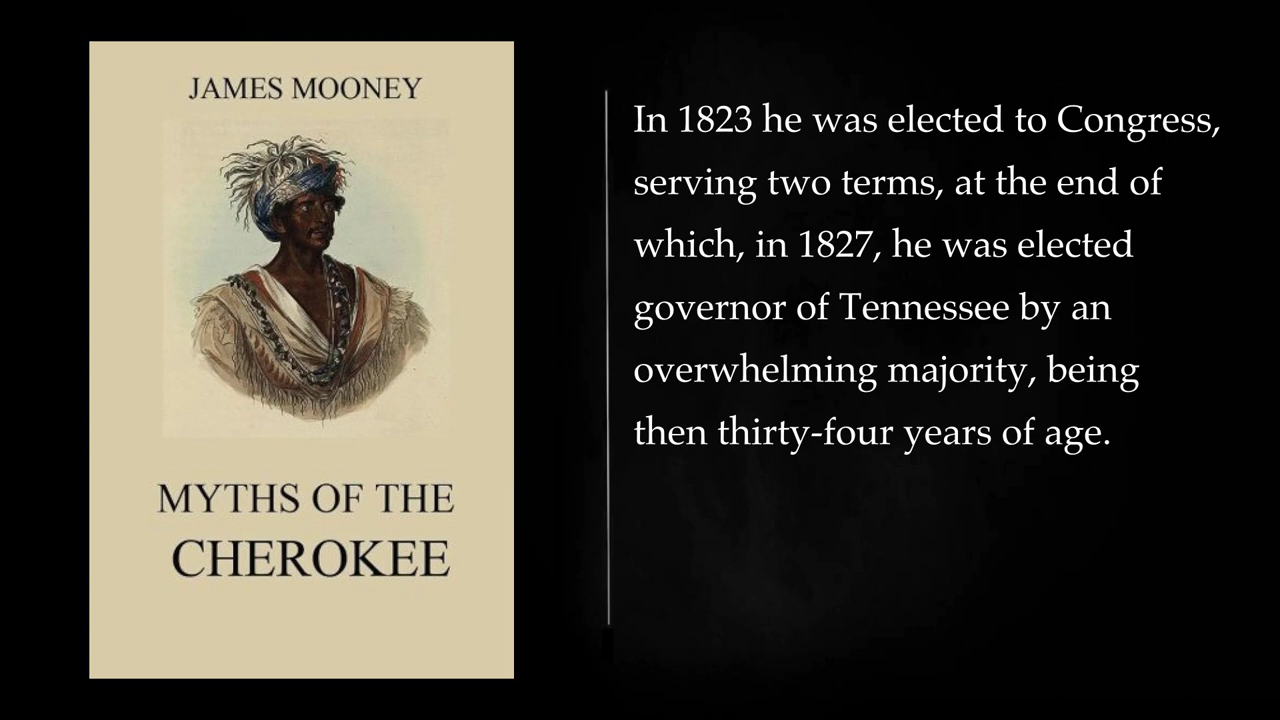 JAMES MOONEY
MYTHS OF THE
CHEROKEE
In 1823 he was elected to Congress,
serving two terms, at the end of
which, in 1827, he was elected
governor of Tennessee by an
overwhelming majority, being
then thirty-four years of age.